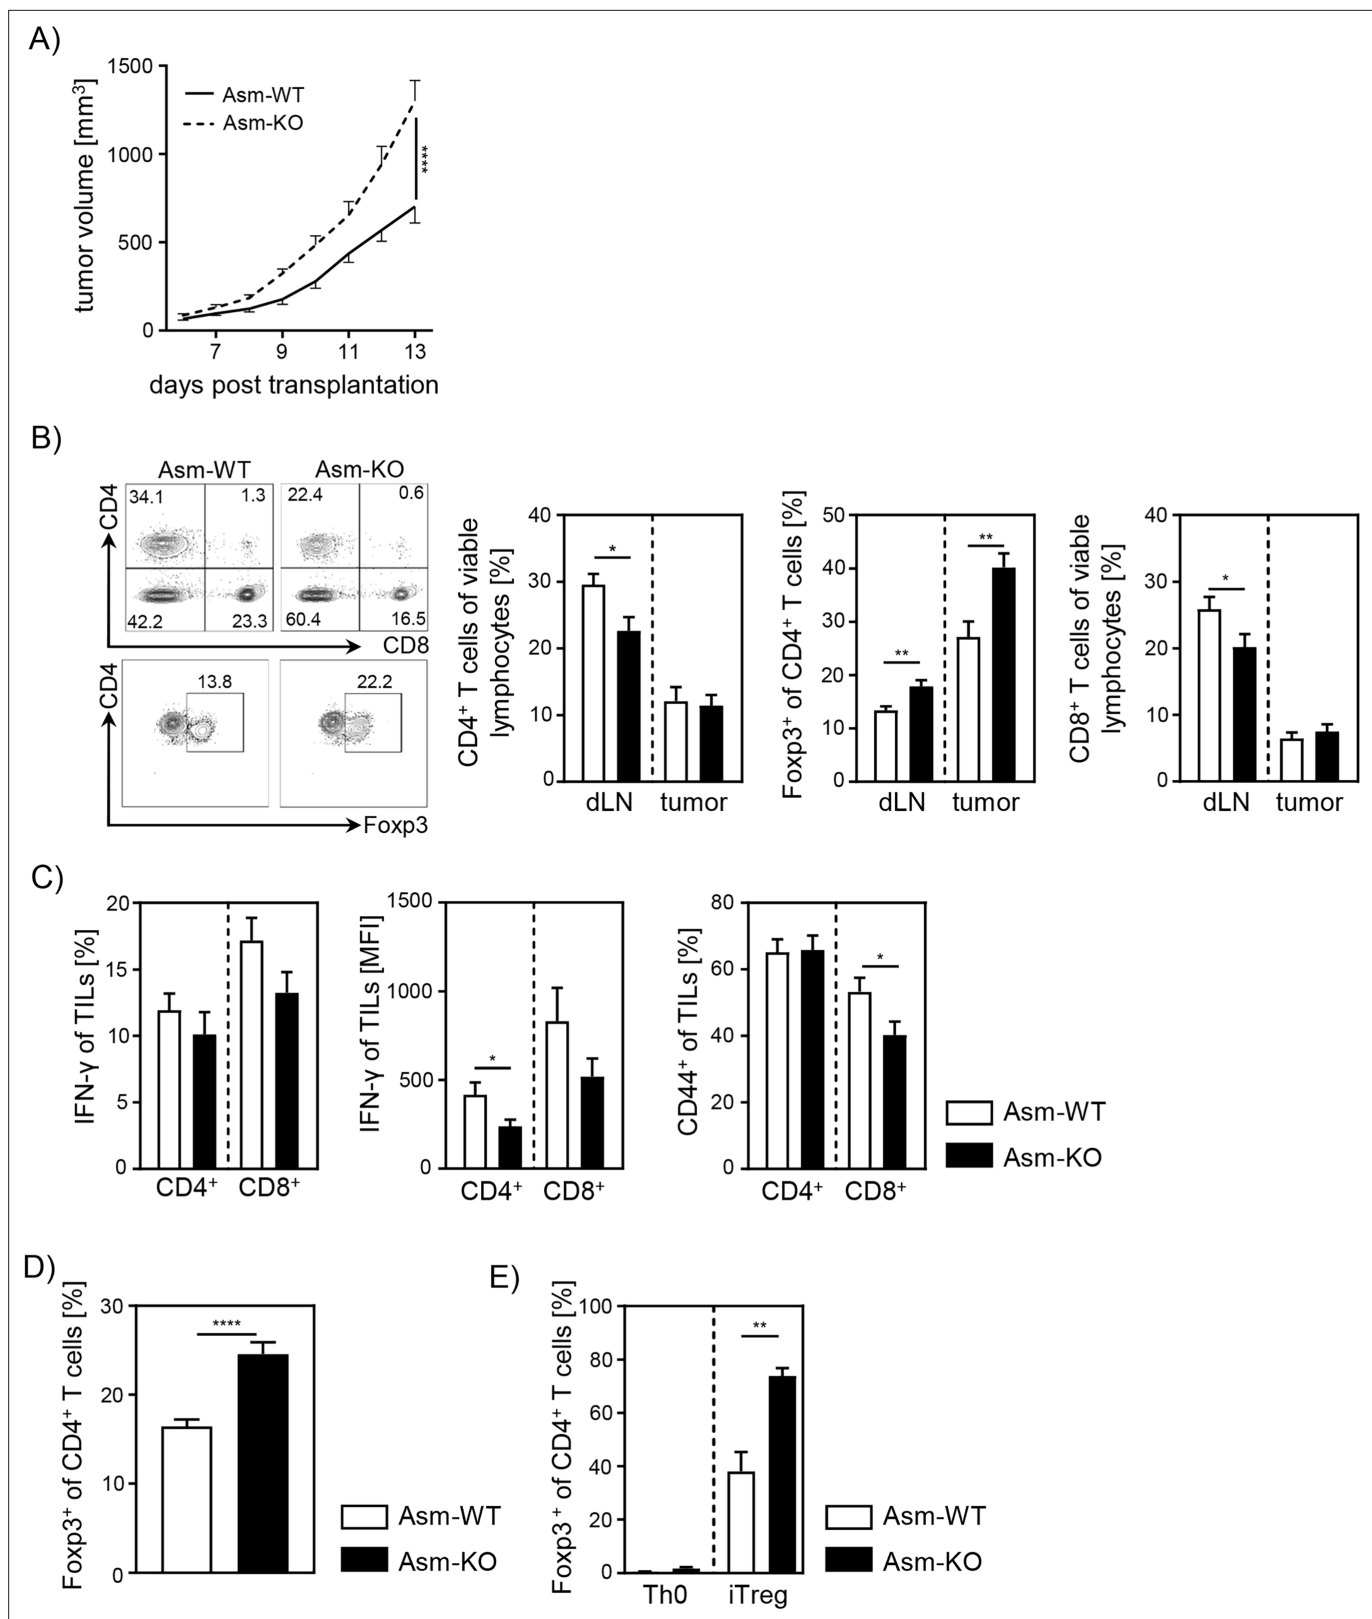 A)
1500
1000
500
0
tumor volume [mm³]
Asm-WT
Asm-KO
****
7 9 11 13
days post transplantation
B)
Asm-WT Asm-KO
CD4
34.1 1.3 22.4 0.6
42.2 23.3 60.4 16.5
CD8
CD4
13.8 22.2
Foxp3
CD4⁺ T cells of viable
lymphocytes [%]
40
30
20
10
0
*
dLN tumor
Foxp3⁺ of CD4⁺ T cells [%]
50
40
30
20
10
0
**
**
dLN tumor
CD8⁺ T cells of viable
lymphocytes [%]
40
30
20
10
0
*
dLN tumor
C)
IFN-γ of TILs [%]
20
15
10
5
0
CD4⁺ CD8⁺
IFN-γ of TILs [MFI]
1500
1000
500
0
*
CD4⁺ CD8⁺
CD44⁺ of TILs [%]
80
60
40
20
0
*
CD4⁺ CD8⁺
Asm-WT
Asm-KO
D)
Foxp3⁺ of CD4⁺ T cells [%]
30
20
10
0
****
Asm-WT
Asm-KO
E)
Foxp3⁺ of CD4⁺ T cells [%]
100
80
60
40
20
0
**
Th0 iTreg
Asm-WT
Asm-KO